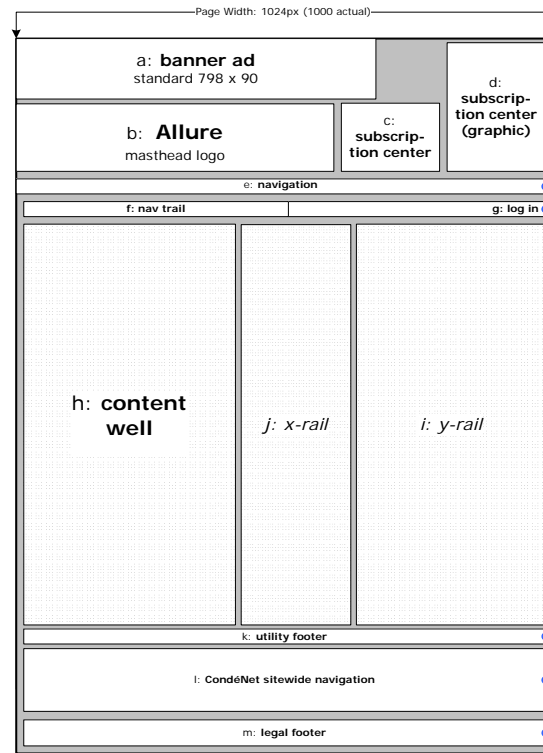 Page Width: 1024px (1000 actual)
a: banner ad
standard 798 x 90
b: Allure
masthead logo
c:
subscrip-
tion center
d:
subscrip-
tion center
(graphic)
e: navigation
f: nav trail
g: log in
h: content
well
j: x-rail
i: y-rail
k: utility footer
l: CondéNet sitewide navigation
m: legal footer